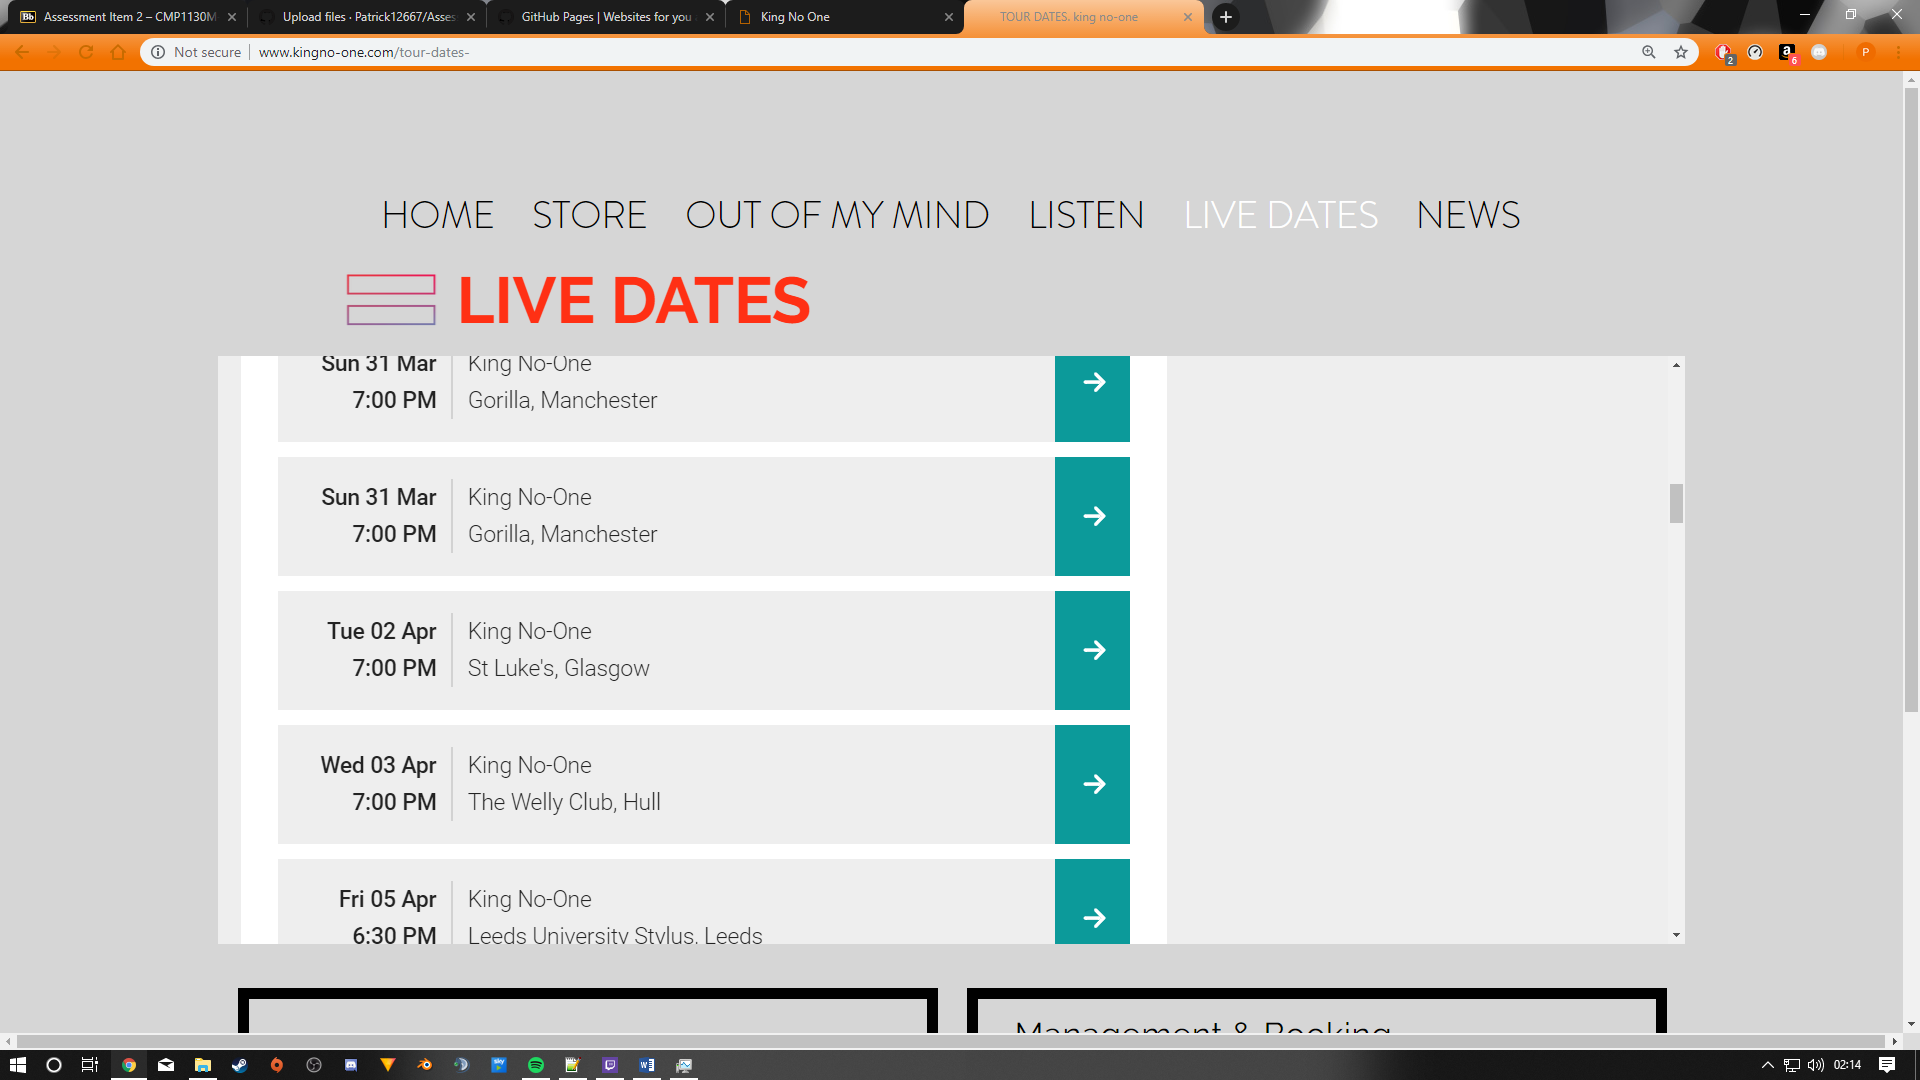 Bb Assessment Item 2 – CMP1130M
Upload files · Patrick12667/Asses
GitHub Pages | Websites for you
King No One
TOUR DATES. king no-one
Not secure
www.kingno-one.com/tour-dates-
2
a
6
P
HOME STORE OUT OF MY MIND LISTEN LIVE DATES NEWS
LIVE DATES
Sun 31 Mar King No-One
7:00 PM Gorilla, Manchester
Sun 31 Mar King No-One
7:00 PM Gorilla, Manchester
Tue 02 Apr King No-One
7:00 PM St Luke's, Glasgow
Wed 03 Apr King No-One
7:00 PM The Welly Club, Hull
Fri 05 Apr King No-One
6:30 PM Leeds University Stylus, Leeds
Management & Booking
sky
02:14